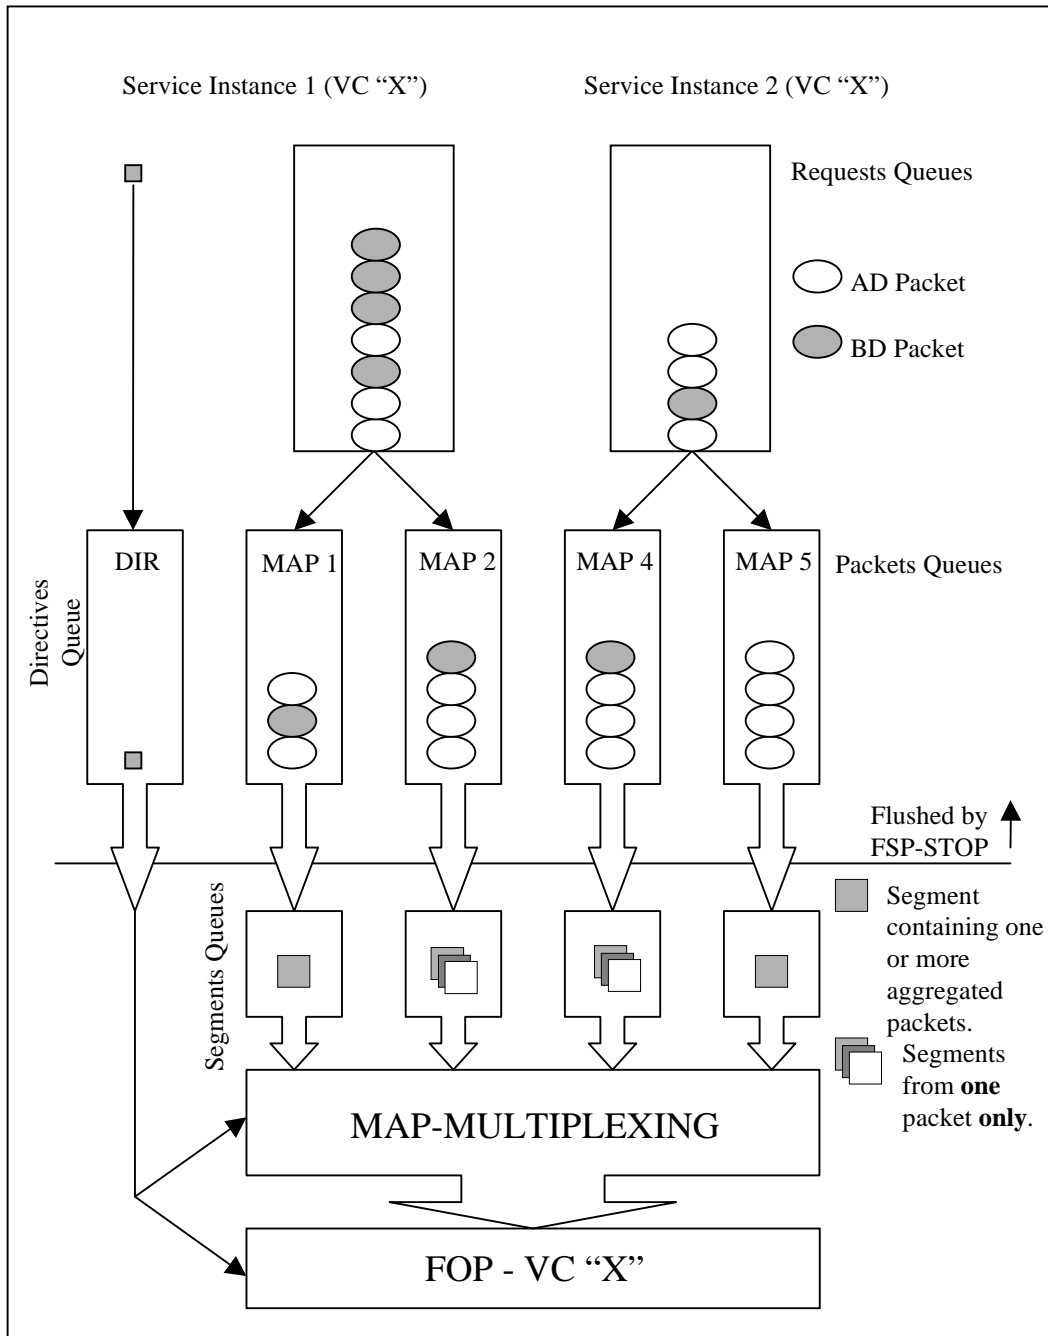 Service Instance 1 (VC “X”)
Service Instance 2 (VC “X”)
Requests Queues
AD Packet
BD Packet
DIR
MAP 1
MAP 2
MAP 4
MAP 5
Packets Queues
Directives
Queue
Flushed by
FSP-STOP
Segments Queues
Segment
containing one
or more
aggregated
packets.
Segments
from one
packet only.
MAP-MULTIPLEXING
FOP - VC “X”